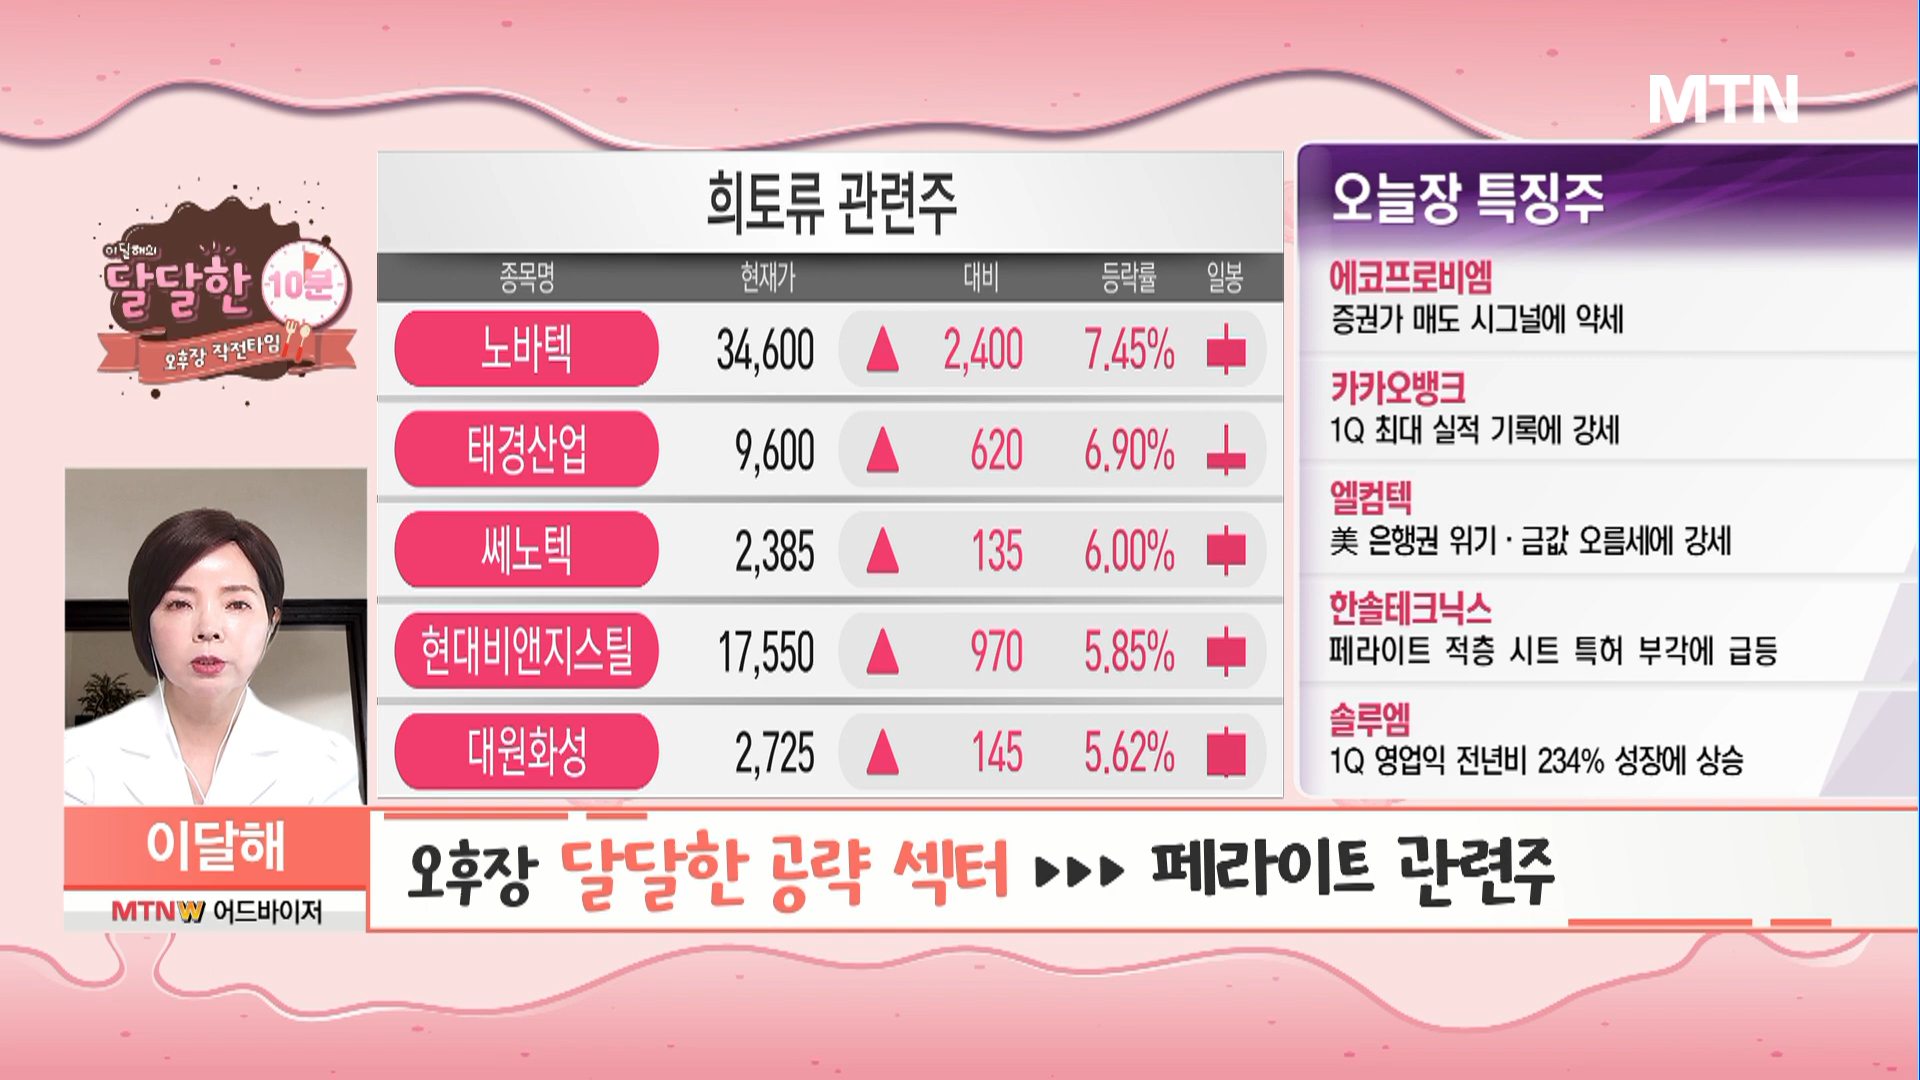 MTN
이달해의
달달한 10분
오후장 작전타임
희토류 관련주
종목명 현재가 대비 등락률 일봉
노바텍 34,600 ▲ 2,400 7.45%
태경산업 9,600 ▲ 620 6.90%
쎄노텍 2,385 ▲ 135 6.00%
현대비앤지스틸 17,550 ▲ 970 5.85%
대원화성 2,725 ▲ 145 5.62%
오늘장 특징주
에코프로비엠
증권가 매도 시그널에 약세
카카오뱅크
1Q 최대 실적 기록에 강세
엘컴텍
美 은행권 위기·금값 오름세에 강세
한솔테크닉스
페라이트 적층 시트 특허 부각에 급등
솔루엠
1Q 영업익 전년비 234% 성장에 상승
이달해
MTNW 어드바이저
오후장 달달한 공략 섹터 ▶▶▶ 페라이트 관련주